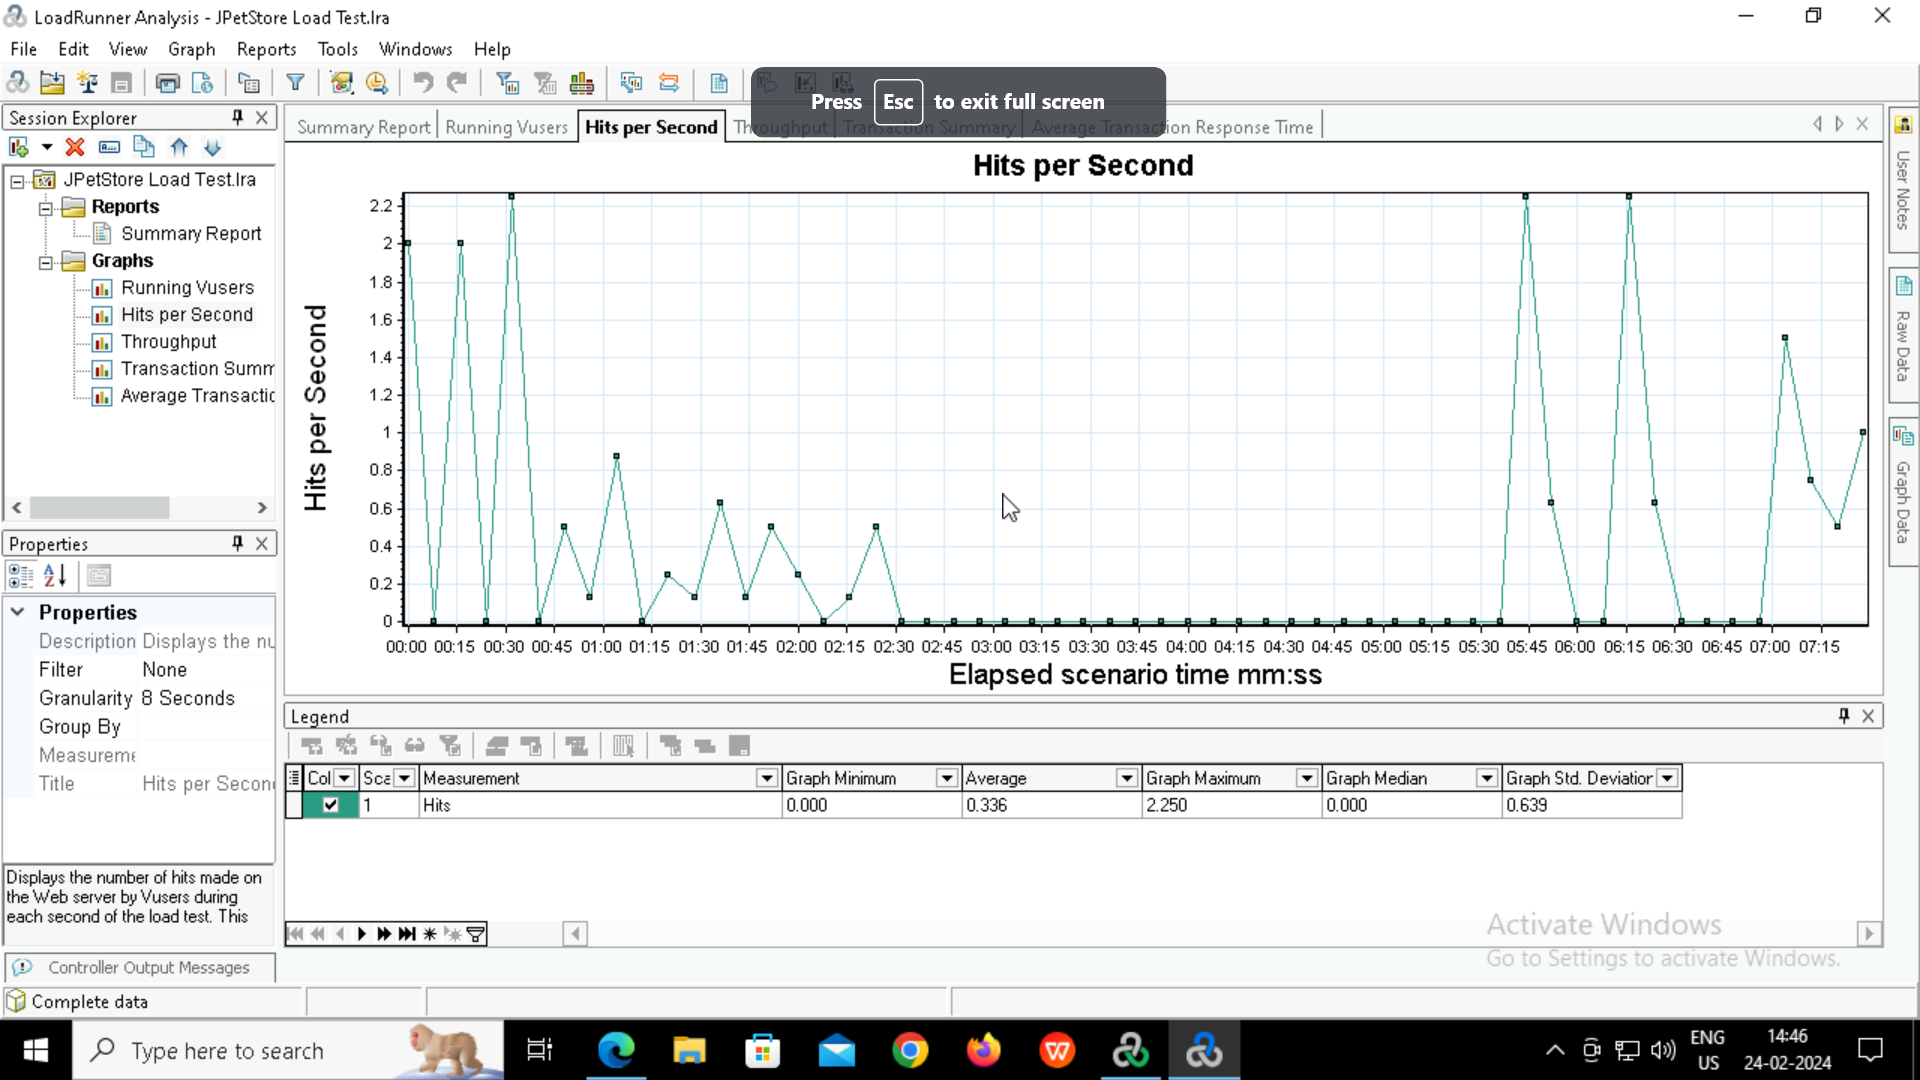 LoadRunner Analysis - JPetStore Load Test.lra
File Edit View Graph Reports Tools Windows Help
Press Esc to exit full screen
Session Explorer
JPetStore Load Test.lra
Reports
Summary Report
Graphs
Running Vusers
Hits per Second
Throughput
Transaction Summ
Average Transactic
Properties
Properties
Description Displays the nu
Filter None
Granularity 8 Seconds
Group By
Measureme
Title Hits per Secon
Displays the number of hits made on
the Web server by Vusers during
each second of the load test. This
Controller Output Messages
Complete data
Summary Report Running Vusers Hits per Second Throughput Transaction Summary Average Transaction Response Time
Hits per Second
Hits per Second
2.2
2
1.8
1.6
1.4
1.2
1
0.8
0.6
0.4
0.2
0
00:00 00:15 00:30 00:45 01:00 01:15 01:30 01:45 02:00 02:15 02:30 02:45 03:00 03:15 03:30 03:45 04:00 04:15 04:30 04:45 05:00 05:15 05:30 05:45 06:00 06:15 06:30 06:45 07:00 07:15
Elapsed scenario time mm:ss
Legend
Col Sca Measurement Graph Minimum Average Graph Maximum Graph Median Graph Std. Deviation
1 Hits 0.000 0.336 2.250 0.000 0.639
User Notes
Raw Data
Graph Data
Activate Windows
Go to Settings to activate Windows.
Type here to search
ENG
US
14:46
24-02-2024